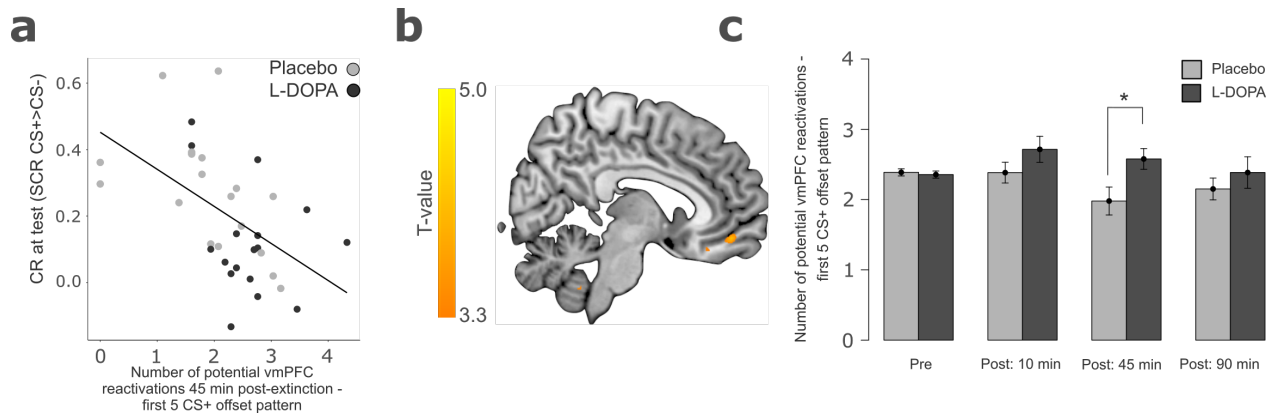 a
CR at test (SCR CS+>CS-)
0.6
0.4
0.2
0.0
Placebo
L-DOPA
0 1 2 3 4
Number of potential vmPFC
reactivations 45 min post-extinction -
first 5 CS+ offset pattern
b
T-value
5.0
3.3
c
Number of potential vmPFC reactivations -
first 5 CS+ offset pattern
4
3
2
1
0
Placebo
L-DOPA
*
Pre Post: 10 min Post: 45 min Post: 90 min